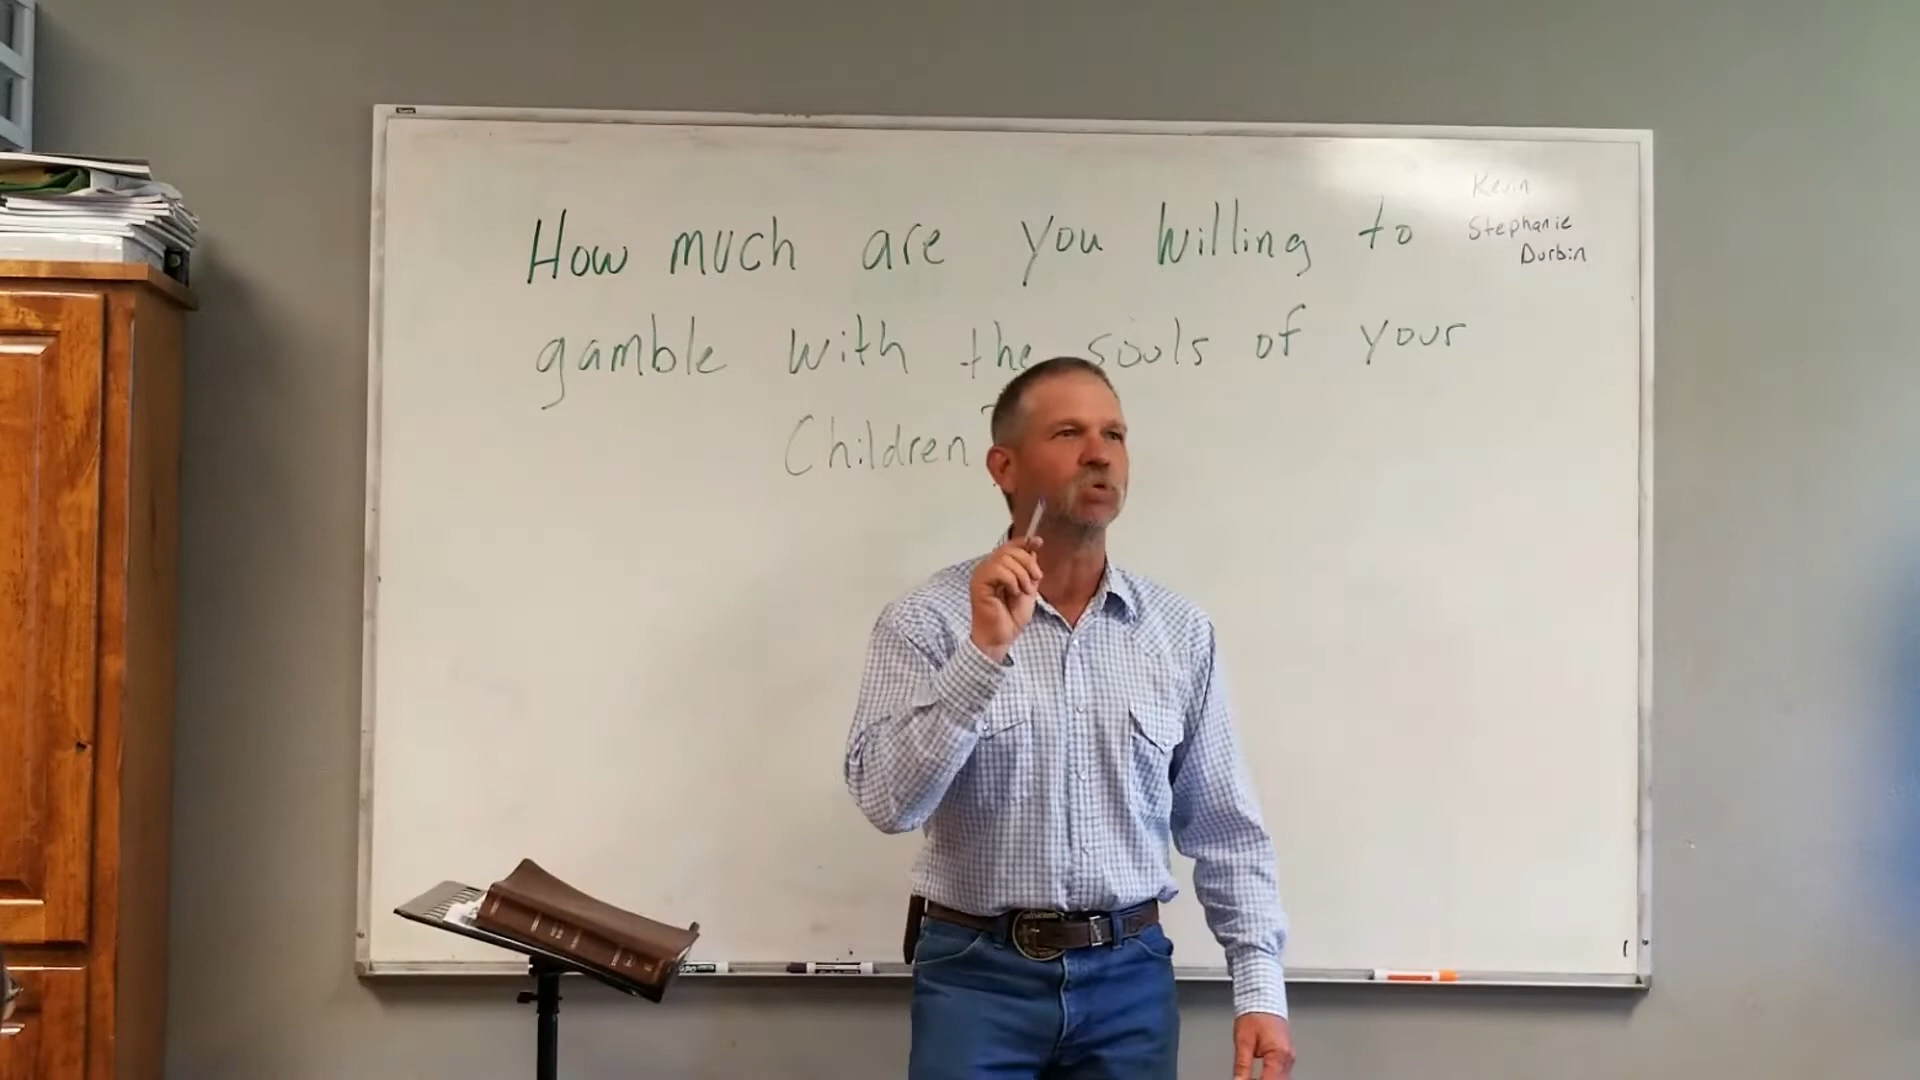 How much are you willing to
gamble with the souls of your
Children ?
Kevin
Stephanie
Durbin